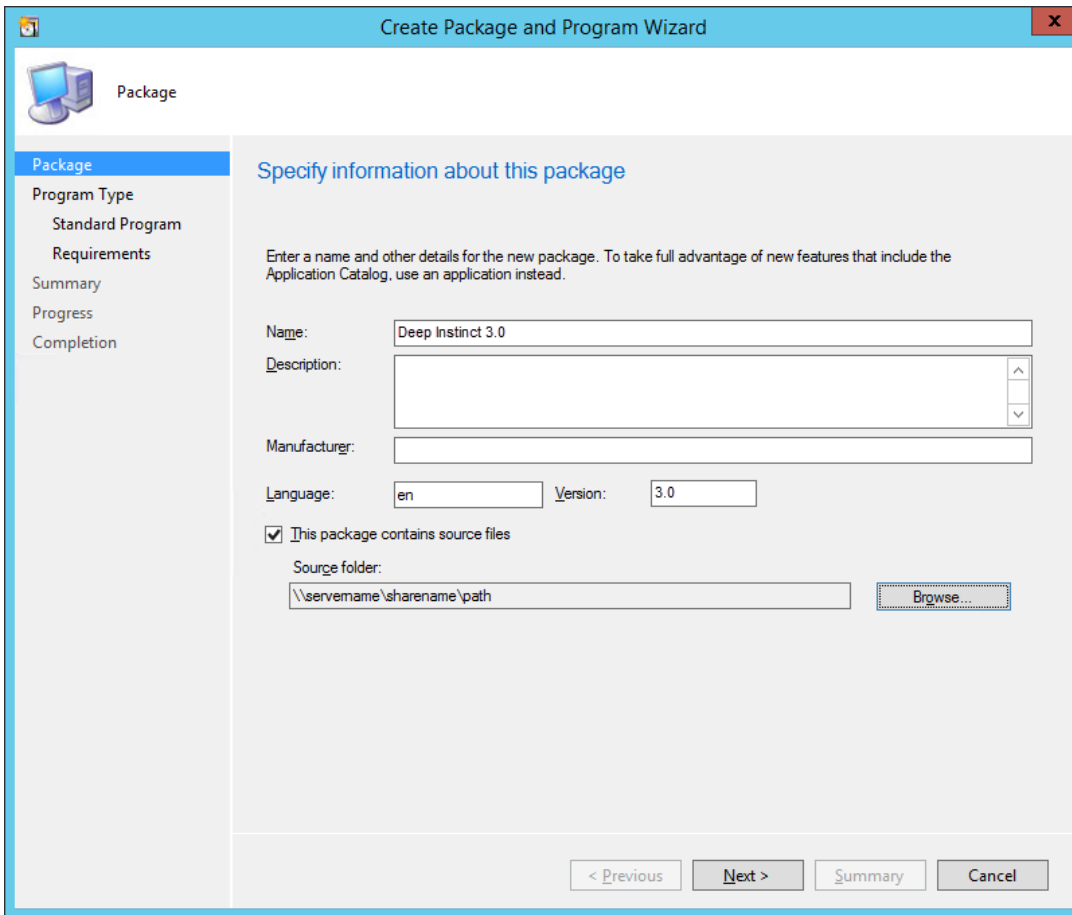 Create Package and Program Wizard
x
Package
Package
Program Type
Standard Program
Requirements
Summary
Progress
Completion
Specify information about this package
Enter a name and other details for the new package. To take full advantage of new features that include the
Application Catalog, use an application instead.
Name: Deep Instinct 3.0
Description:
Manufacturer:
Language: en Version: 3.0
This package contains source files
Source folder:
\\servername\sharename\path Browse...
< Previous Next > Summary Cancel